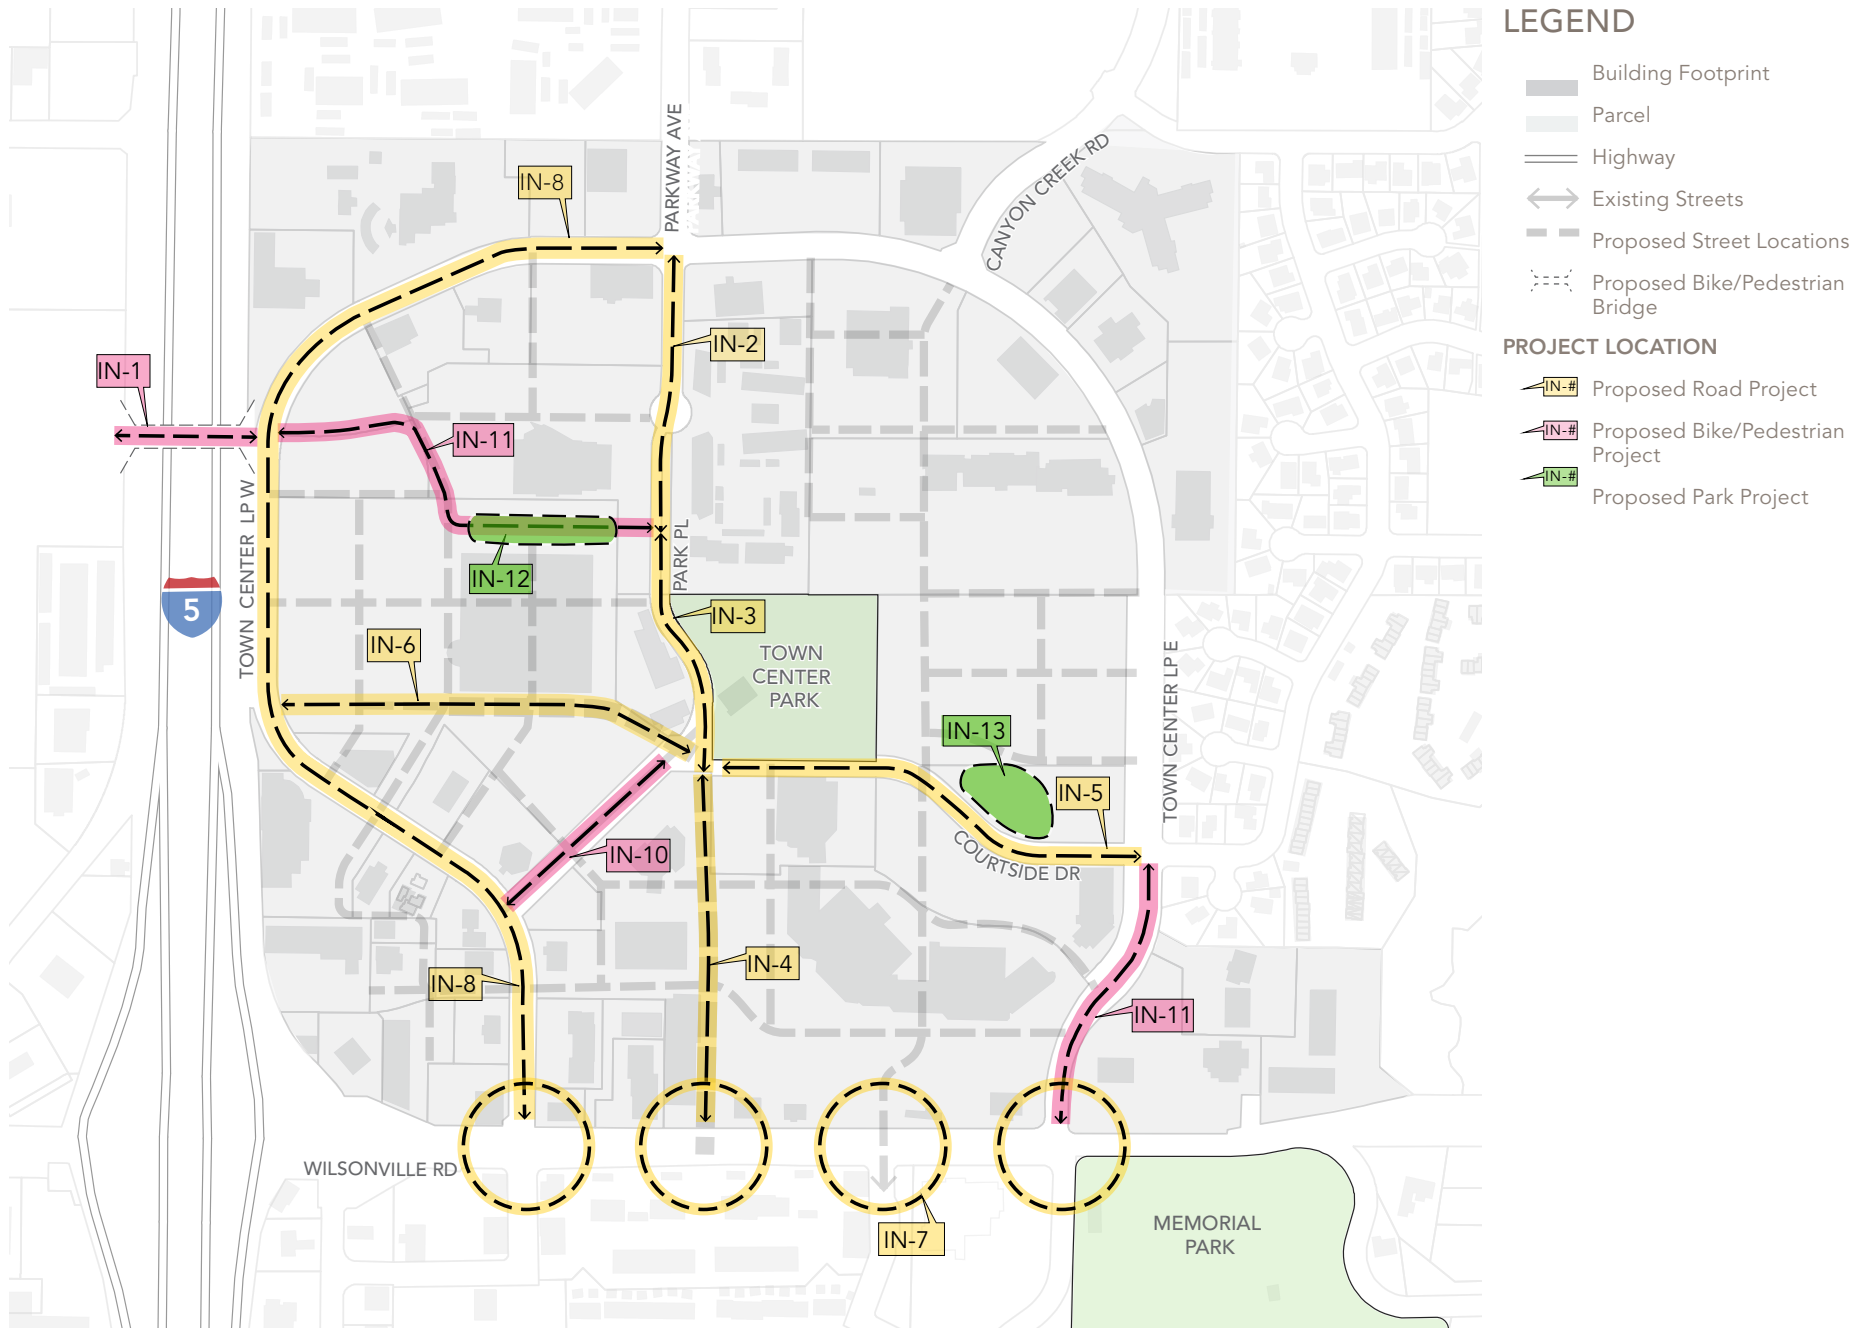 LEGEND
Building Footprint
Parcel
Highway
Existing Streets
Proposed Street Locations
Proposed Bike/Pedestrian
Bridge
PROJECT LOCATION
IN-#
Proposed Road Project
IN-#
Proposed Bike/Pedestrian
Project
IN-#
Proposed Park Project
PARKWAY AVE
CANYON CREEK RD
IN-8
IN-2
IN-1
IN-11
TOWN CENTER LP W
PARK PL
IN-12
5
IN-3
IN-6
TOWN
CENTER
PARK
TOWN CENTER LP E
IN-13
IN-5
COURTSIDE DR
IN-10
IN-4
IN-8
IN-11
WILSONVILLE RD
IN-7
MEMORIAL
PARK